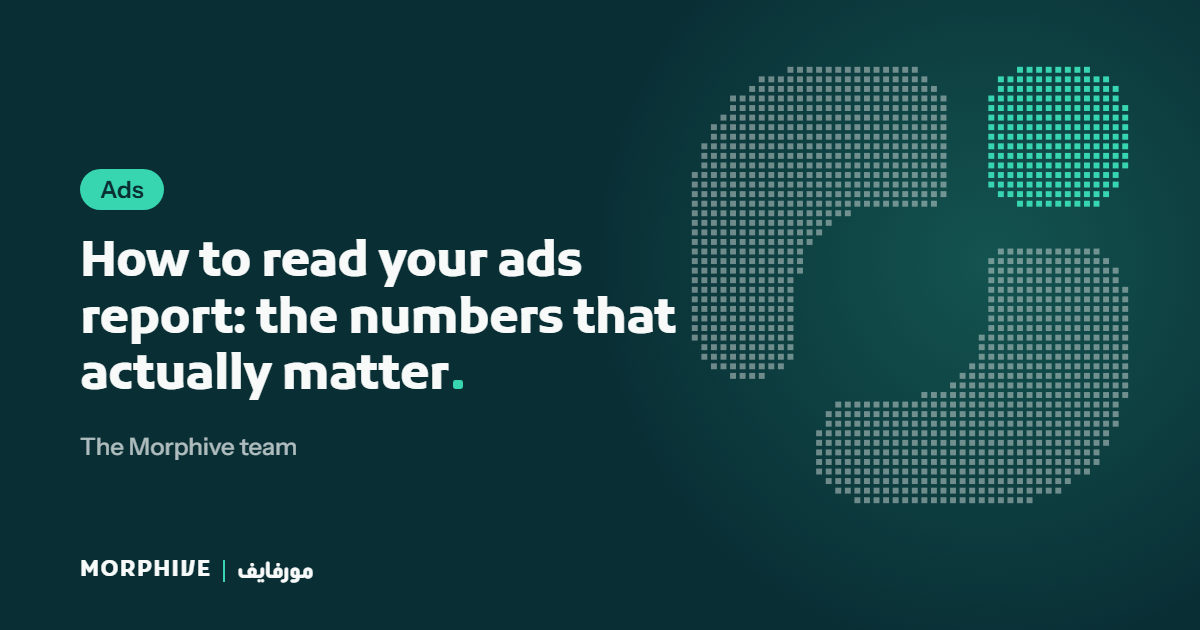 Ads
How to read your ads
report: the numbers that
actually matter.
The Morphive team
MORPHIVE | مورفايف